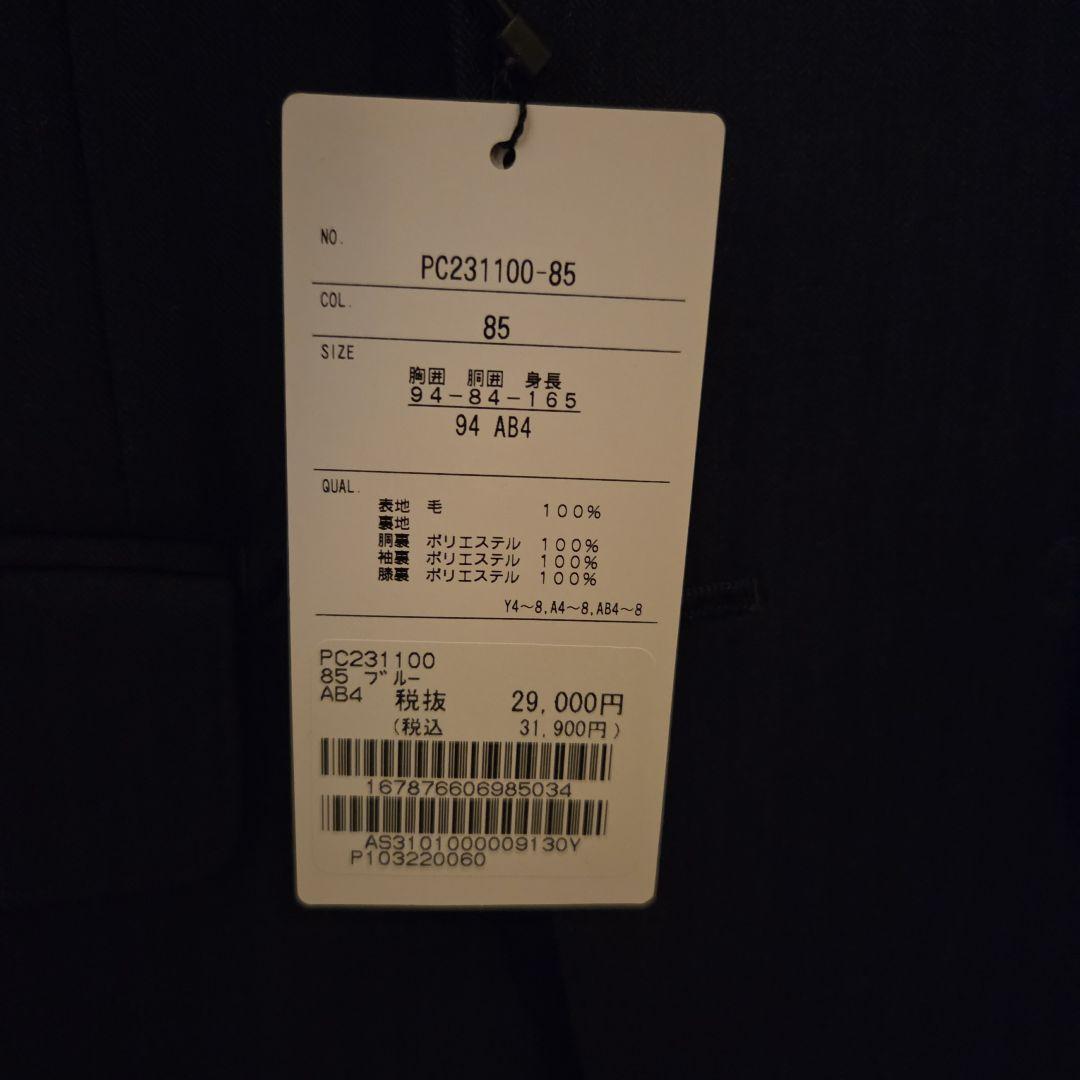 NO.
PC231100-85
COL.
85
SIZE
胸囲 胴囲 身長
94-84-165
94 AB4
QUAL.
表地 毛 100%
裏地
胴裏 ポリエステル 100%
袖裏 ポリエステル 100%
膝裏 ポリエステル 100%
Y4～8,A4～8,AB4～8
PC231100
85 ブルー
AB4 税抜 29,000円
(税込 31,900円)
167876606985034
AS3101000009130Y
P103220060